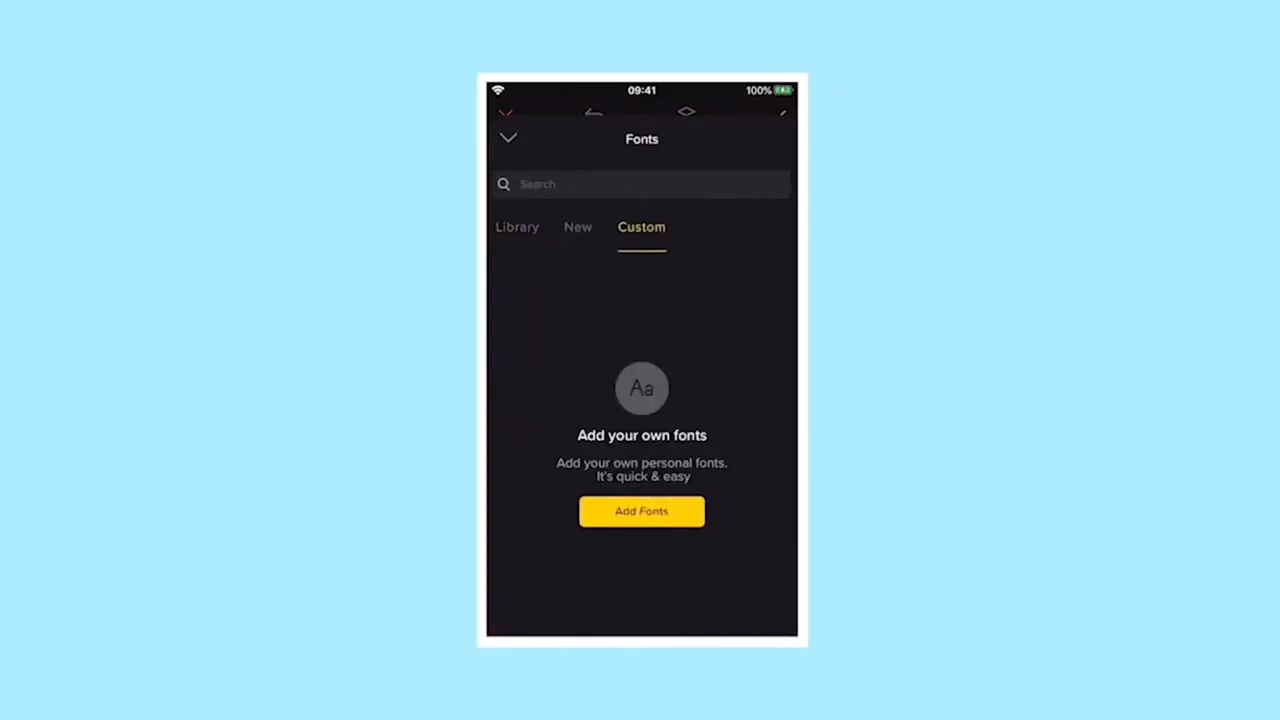 09:41
100%
Fonts
Search
Library New Custom
Aa
Add your own fonts
Add your own personal fonts.
It's quick & easy
Add Fonts